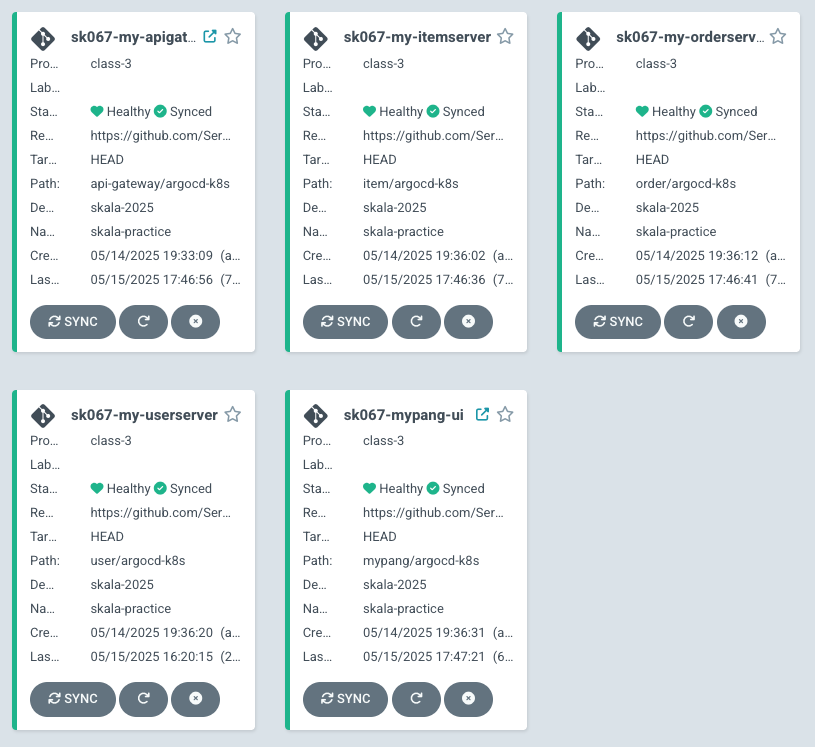 sk067-my-apigat...
Pro... class-3
Lab...
Sta... Healthy Synced
Re... https://github.com/Ser...
Tar... HEAD
Path: api-gateway/argocd-k8s
De... skala-2025
Na... skala-practice
Cre... 05/14/2025 19:33:09 (a...
Las... 05/15/2025 17:46:56 (7...
SYNC
sk067-my-itemserver
Pro... class-3
Lab...
Sta... Healthy Synced
Re... https://github.com/Ser...
Tar... HEAD
Path: item/argocd-k8s
De... skala-2025
Na... skala-practice
Cre... 05/14/2025 19:36:02 (a...
Las... 05/15/2025 17:46:36 (7...
SYNC
sk067-my-orderserv...
Pro... class-3
Lab...
Sta... Healthy Synced
Re... https://github.com/Ser...
Tar... HEAD
Path: order/argocd-k8s
De... skala-2025
Na... skala-practice
Cre... 05/14/2025 19:36:12 (a...
Las... 05/15/2025 17:46:41 (7...
SYNC
sk067-my-userserver
Pro... class-3
Lab...
Sta... Healthy Synced
Re... https://github.com/Ser...
Tar... HEAD
Path: user/argocd-k8s
De... skala-2025
Na... skala-practice
Cre... 05/14/2025 19:36:20 (a...
Las... 05/15/2025 16:20:15 (2...
SYNC
sk067-mypang-ui
Pro... class-3
Lab...
Sta... Healthy Synced
Re... https://github.com/Ser...
Tar... HEAD
Path: mypang/argocd-k8s
De... skala-2025
Na... skala-practice
Cre... 05/14/2025 19:36:31 (a...
Las... 05/15/2025 17:47:21 (6...
SYNC